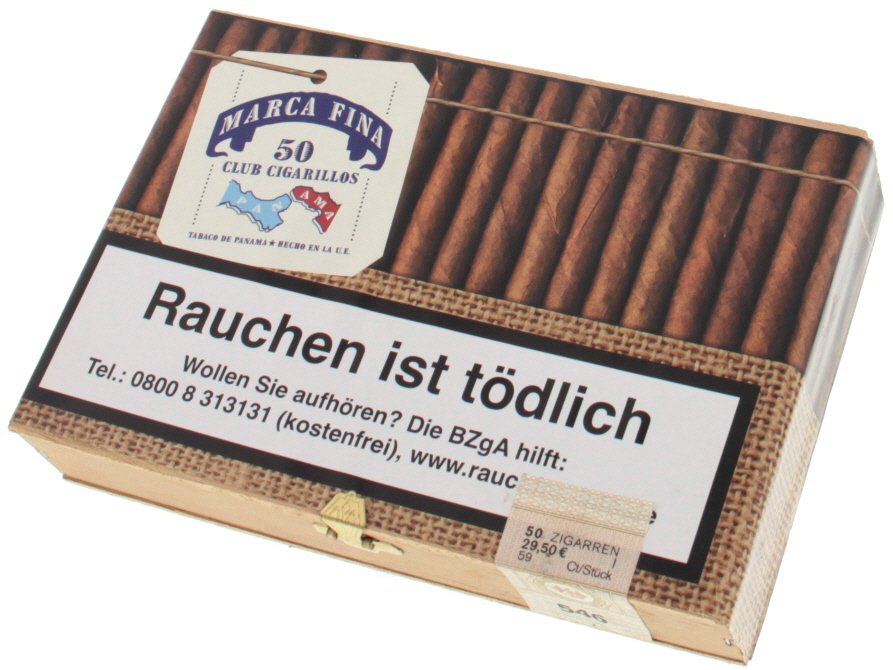 MARCA FINA
50
CLUB CIGARILLOS
PAN AMA
TABACO DE PANAMA ★ HECHO EN LA U.E.
Rauchen ist tödlich
Wollen Sie aufhören? Die BZgA hilft:
Tel.: 0800 8 313131 (kostenfrei), www.rauc
e
50 ZIGARREN
29,50 €
59 Ct/Stück
546